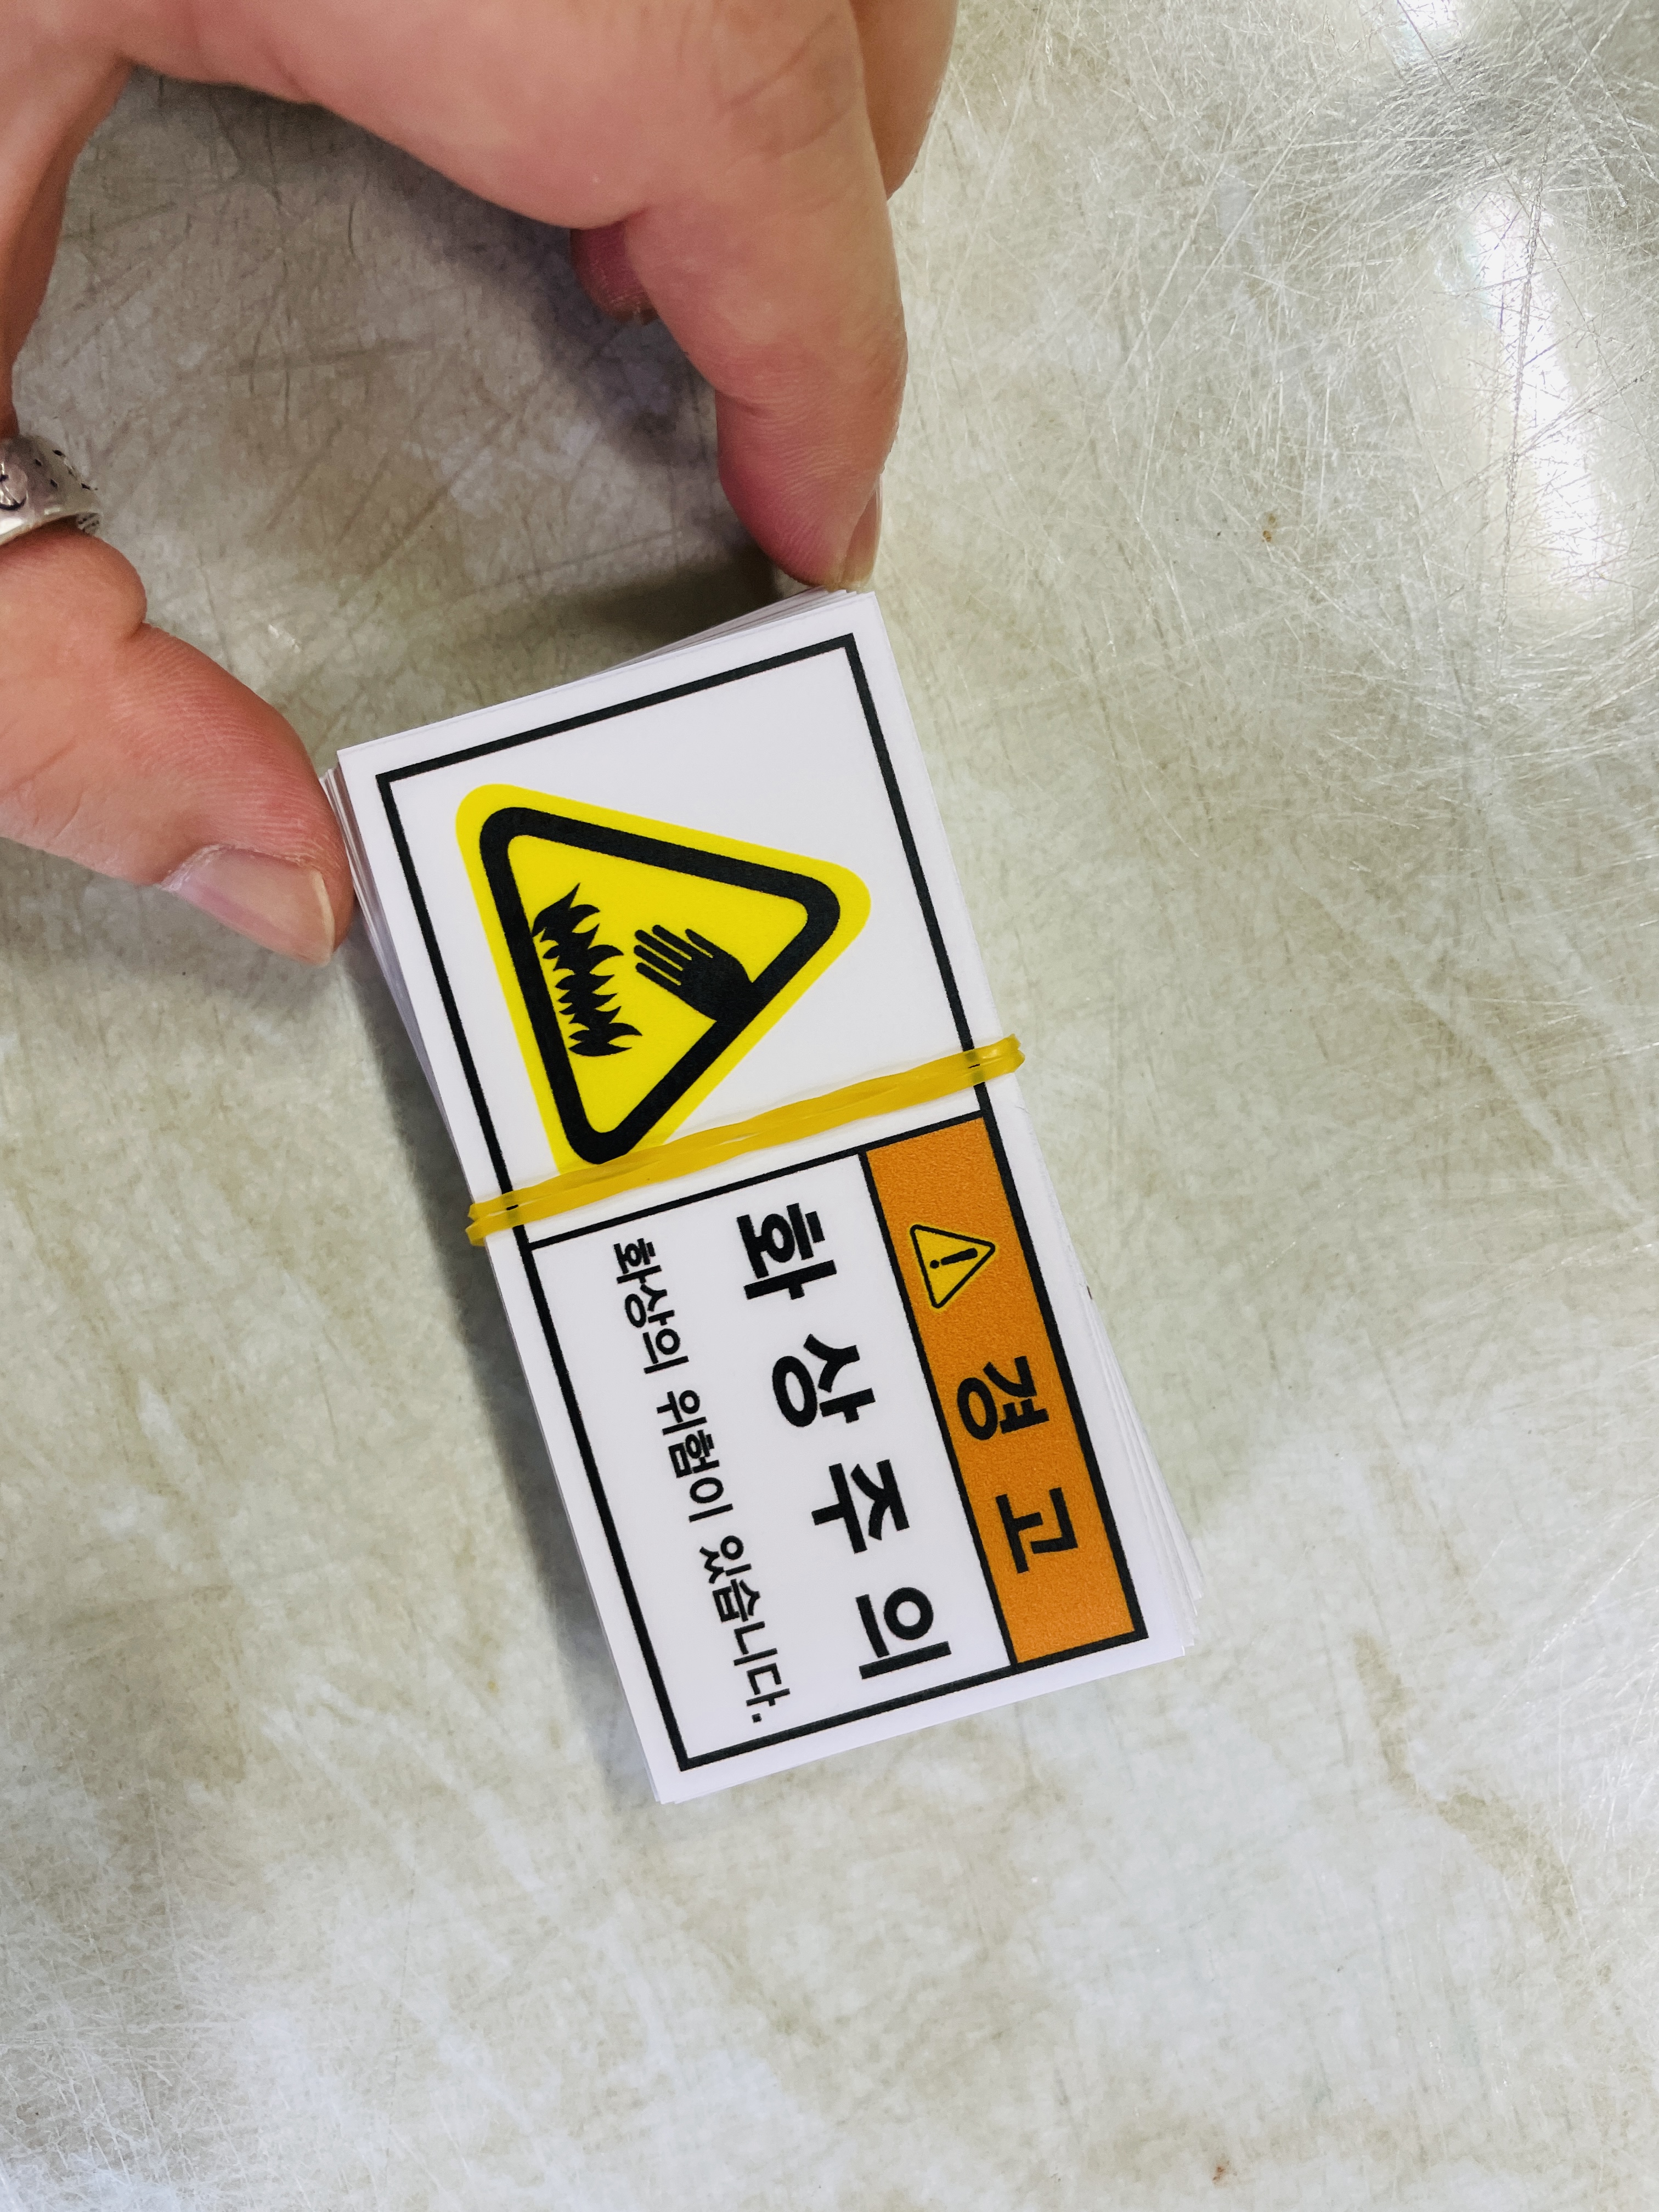 경고
화상주의
화상의 위험이 있습니다.